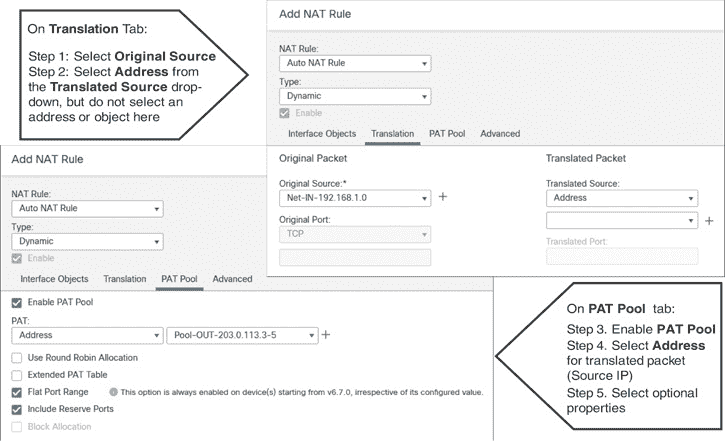 On Translation Tab:
Step 1: Select Original Source
Step 2: Select Address from
the Translated Source drop-
down, but do not select an
address or object here
Add NAT Rule
NAT Rule:
Auto NAT Rule
Type:
Dynamic
Enable
Interface Objects Translation PAT Pool Advanced
Original Packet
Translated Packet
Original Source:*
Net-IN-192.168.1.0
Original Port:
TCP
Translated Source:
Address
Translated Port:
Add NAT Rule
NAT Rule:
Auto NAT Rule
Type:
Dynamic
Enable
Interface Objects Translation PAT Pool Advanced
Enable PAT Pool
PAT:
Address Pool-OUT-203.0.113.3-5
Use Round Robin Allocation
Extended PAT Table
Flat Port Range This option is always enabled on device(s) starting from v6.7.0, irrespective of its configured value.
Include Reserve Ports
Block Allocation
On PAT Pool tab:
Step 3. Enable PAT Pool
Step 4. Select Address
for translated packet
(Source IP)
Step 5. Select optional
properties